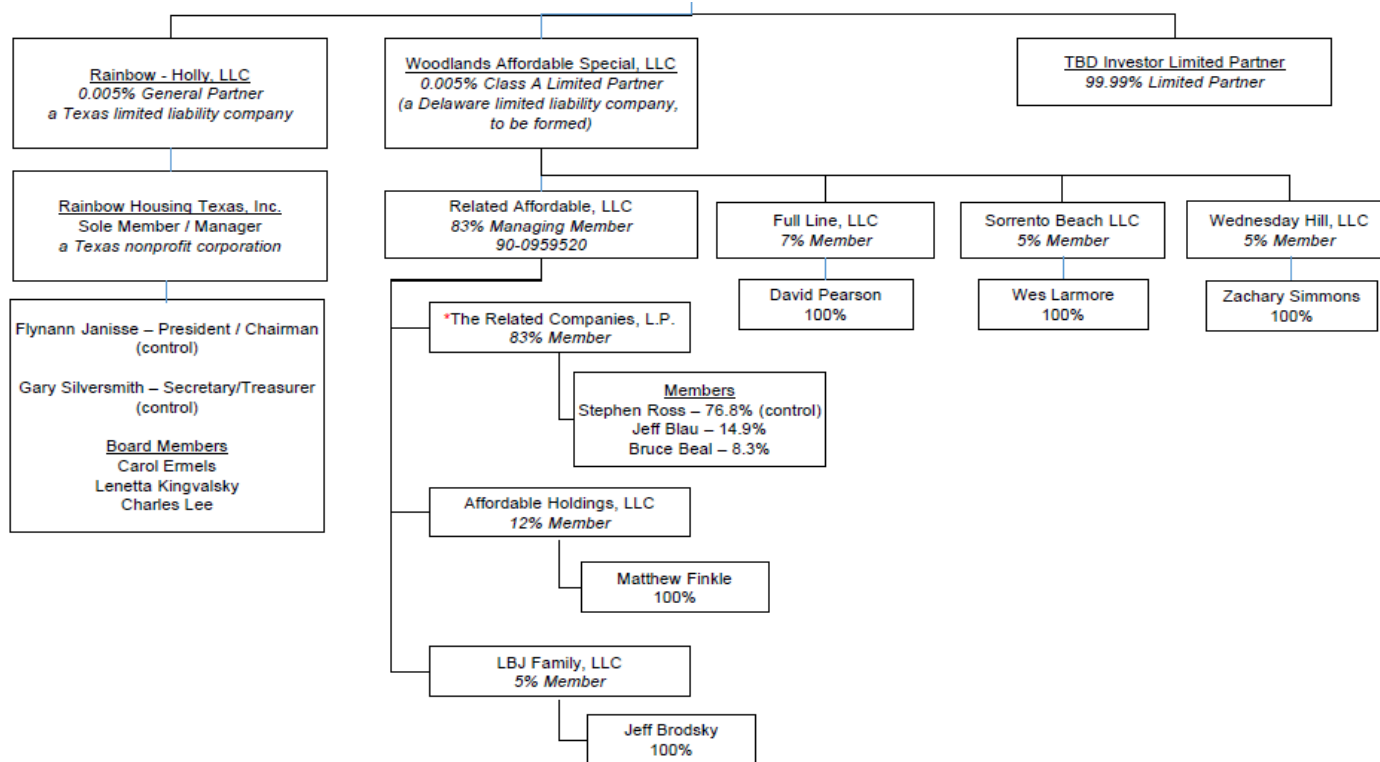 Rainbow - Holly, LLC
0.005% General Partner
a Texas limited liability company
Woodlands Affordable Special, LLC
0.005% Class A Limited Partner
(a Delaware limited liability company,
to be formed)
TBD Investor Limited Partner
99.99% Limited Partner
Rainbow Housing Texas, Inc.
Sole Member / Manager
a Texas nonprofit corporation
Related Affordable, LLC
83% Managing Member
90-0959520
Full Line, LLC
7% Member
Sorrento Beach LLC
5% Member
Wednesday Hill, LLC
5% Member
David Pearson
100%
Wes Larmore
100%
Zachary Simmons
100%
Flynann Janisse – President / Chairman
(control)
Gary Silversmith – Secretary/Treasurer
(control)
Board Members
Carol Ermels
Lenetta Kingvalsky
Charles Lee
*The Related Companies, L.P.
83% Member
Members
Stephen Ross – 76.8% (control)
Jeff Blau – 14.9%
Bruce Beal – 8.3%
Affordable Holdings, LLC
12% Member
Matthew Finkle
100%
LBJ Family, LLC
5% Member
Jeff Brodsky
100%